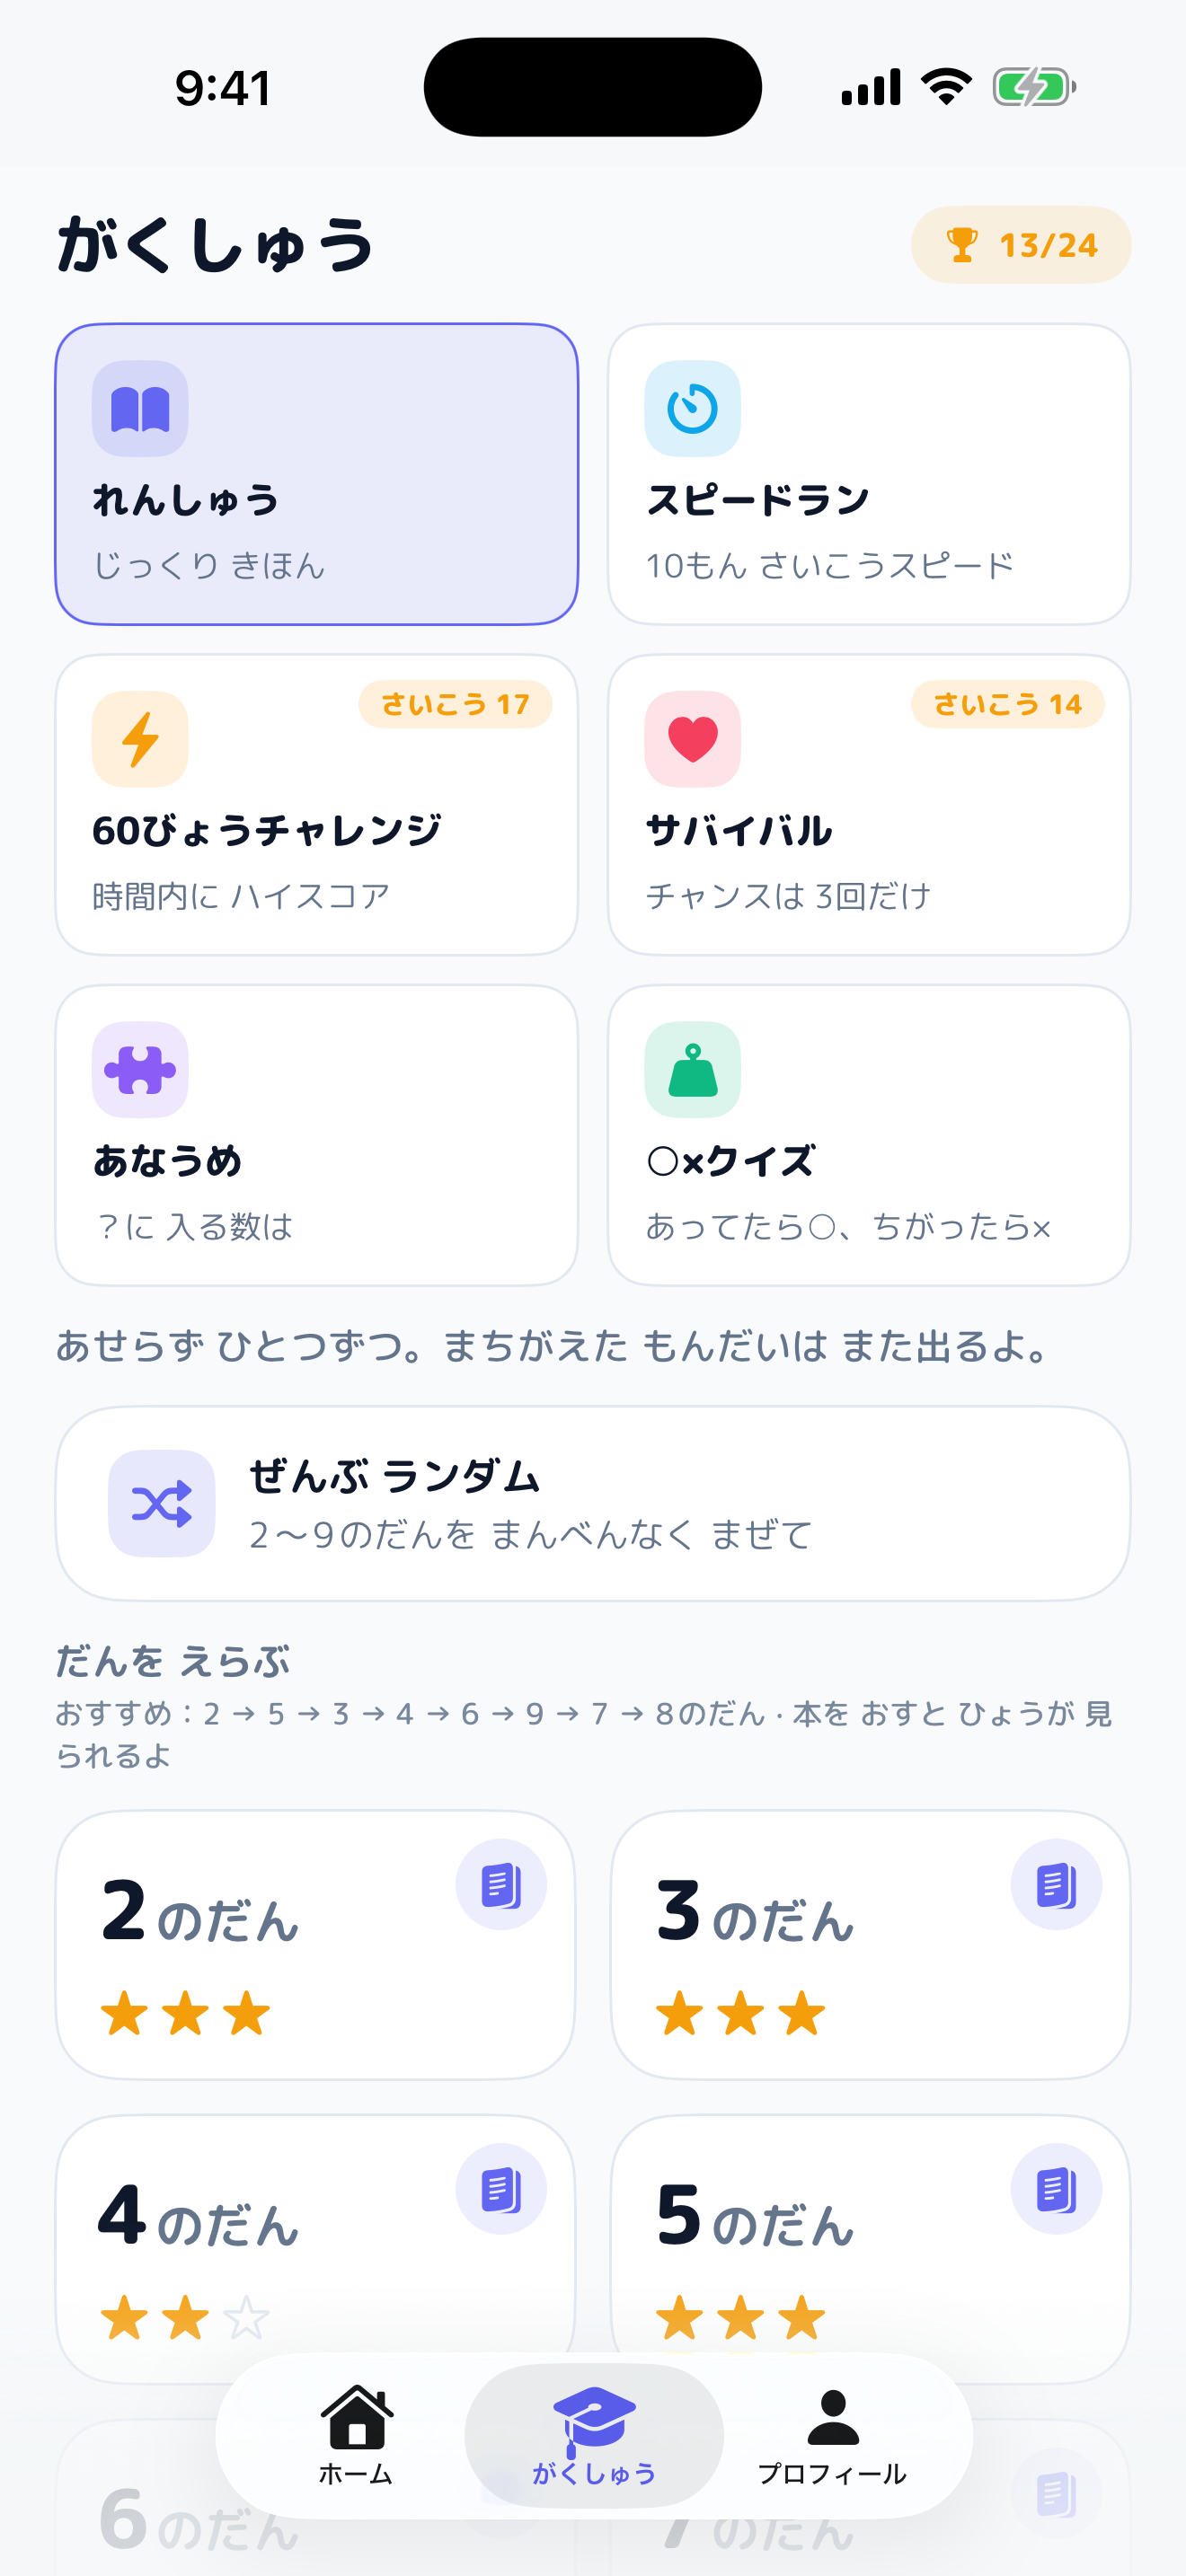 9:41
がくしゅう
13/24
れんしゅう
じっくり きほん
スピードラン
10もん さいこうスピード
さいこう 17
60びょうチャレンジ
時間内に ハイスコア
さいこう 14
サバイバル
チャンスは 3回だけ
あなうめ
？に 入る数は
○×クイズ
あってたら○、ちがったら×
あせらず ひとつずつ。まちがえた もんだいは また出るよ。
ぜんぶ ランダム
2〜9のだんを まんべんなく まぜて
だんを えらぶ
おすすめ：2 → 5 → 3 → 4 → 6 → 9 → 7 → 8のだん · 本を おすと ひょうが 見
られるよ
2のだん
3のだん
4のだん
5のだん
6のだん
7のだん
ホーム
がくしゅう
プロフィール